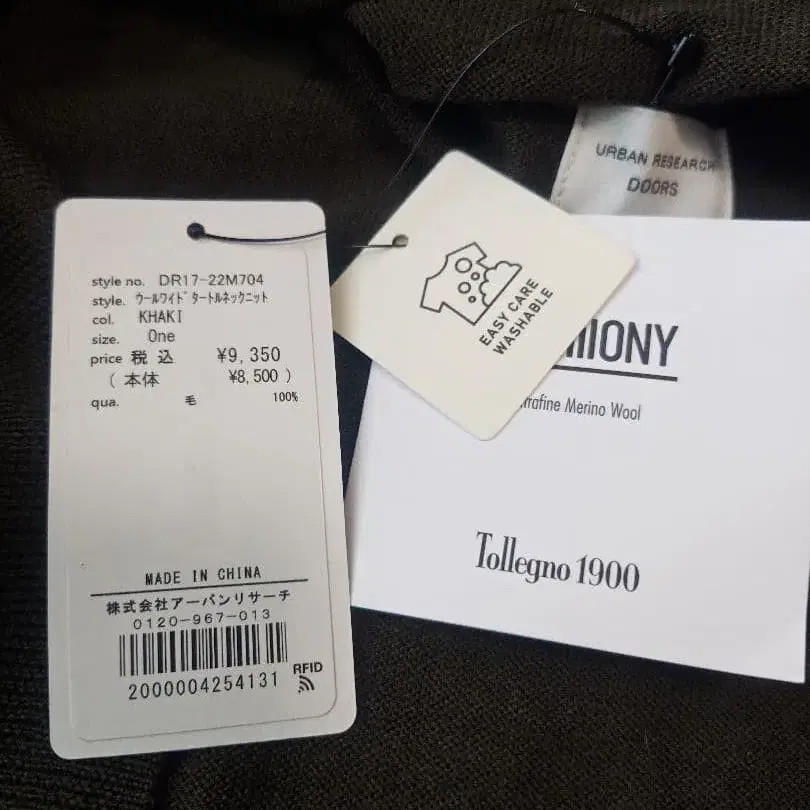 style no. DR17-22M704
style. ｳｰﾙﾜｲﾄﾞﾀｰﾄﾙﾈｯｸﾆｯﾄ
col. KHAKI
size. One
price 税込 ¥9,350
(本体 ¥8,500)
qua. 毛 100%
MADE IN CHINA
株式会社アーバンリサーチ
0120-967-013
2000004254131
RFID
EASY CARE
WASHABLE
URBAN RESEARCH
DOORS
Merino Wool
Tollegno 1900